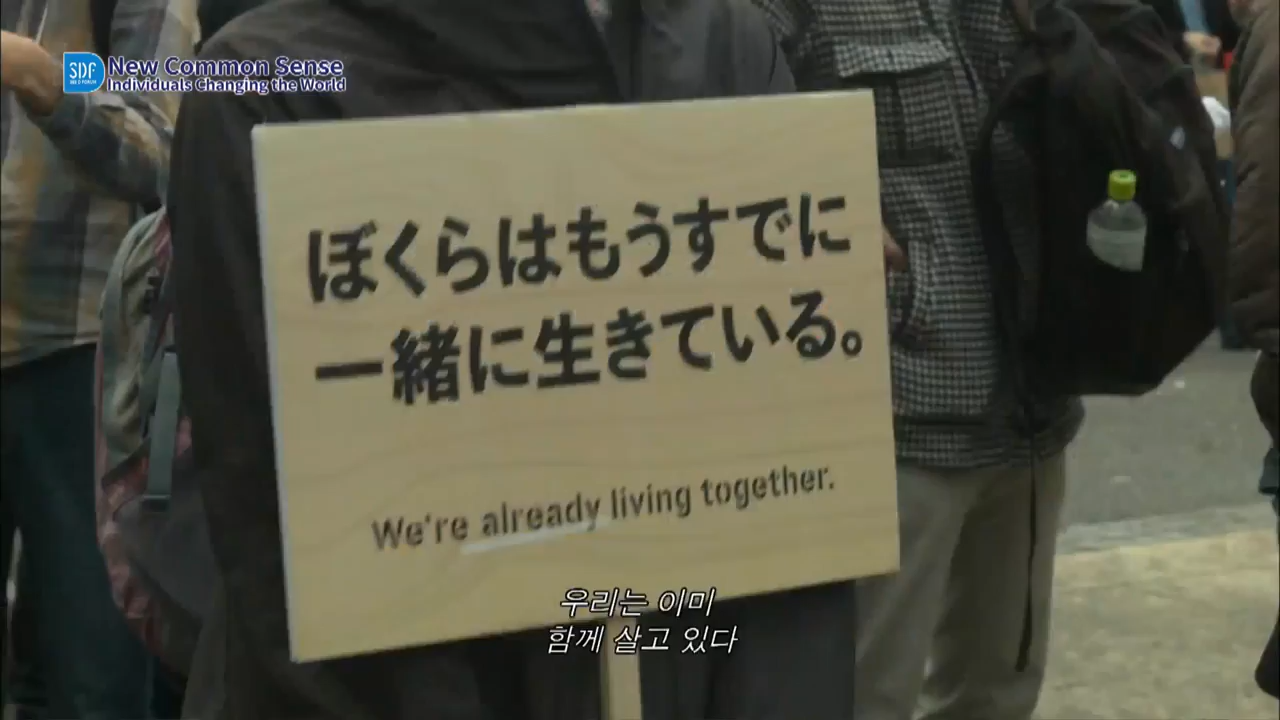 SDF
New Common Sense
Individuals Changing the World
ぼくらはもうすでに
一緒に生きている。
We're already living together.
우리는 이미
함께 살고 있다